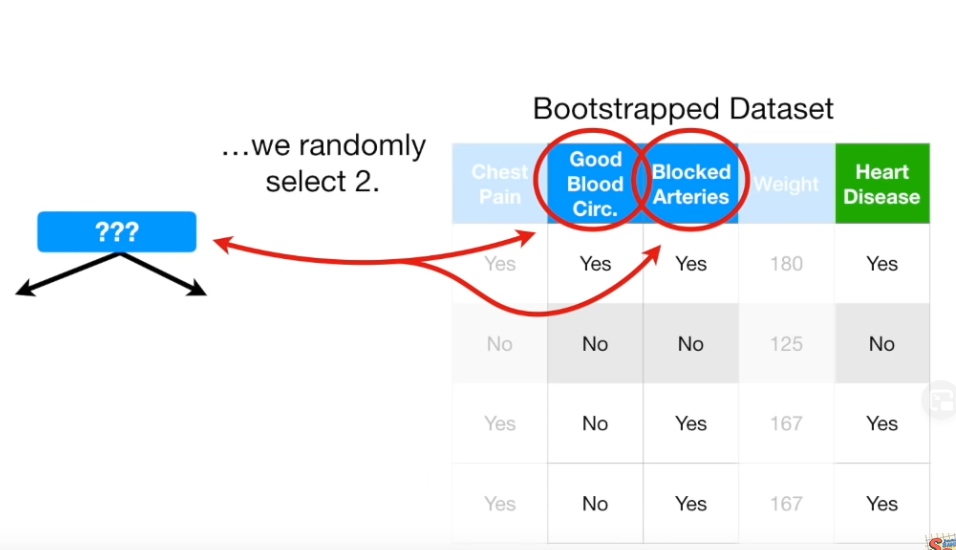 Bootstrapped Dataset
…we randomly
select 2.
???
Chest Pain Good Blood Circ. Blocked Arteries Weight Heart Disease
Yes Yes Yes 180 Yes
No No No 125 No
Yes No Yes 167 Yes
Yes No Yes 167 Yes